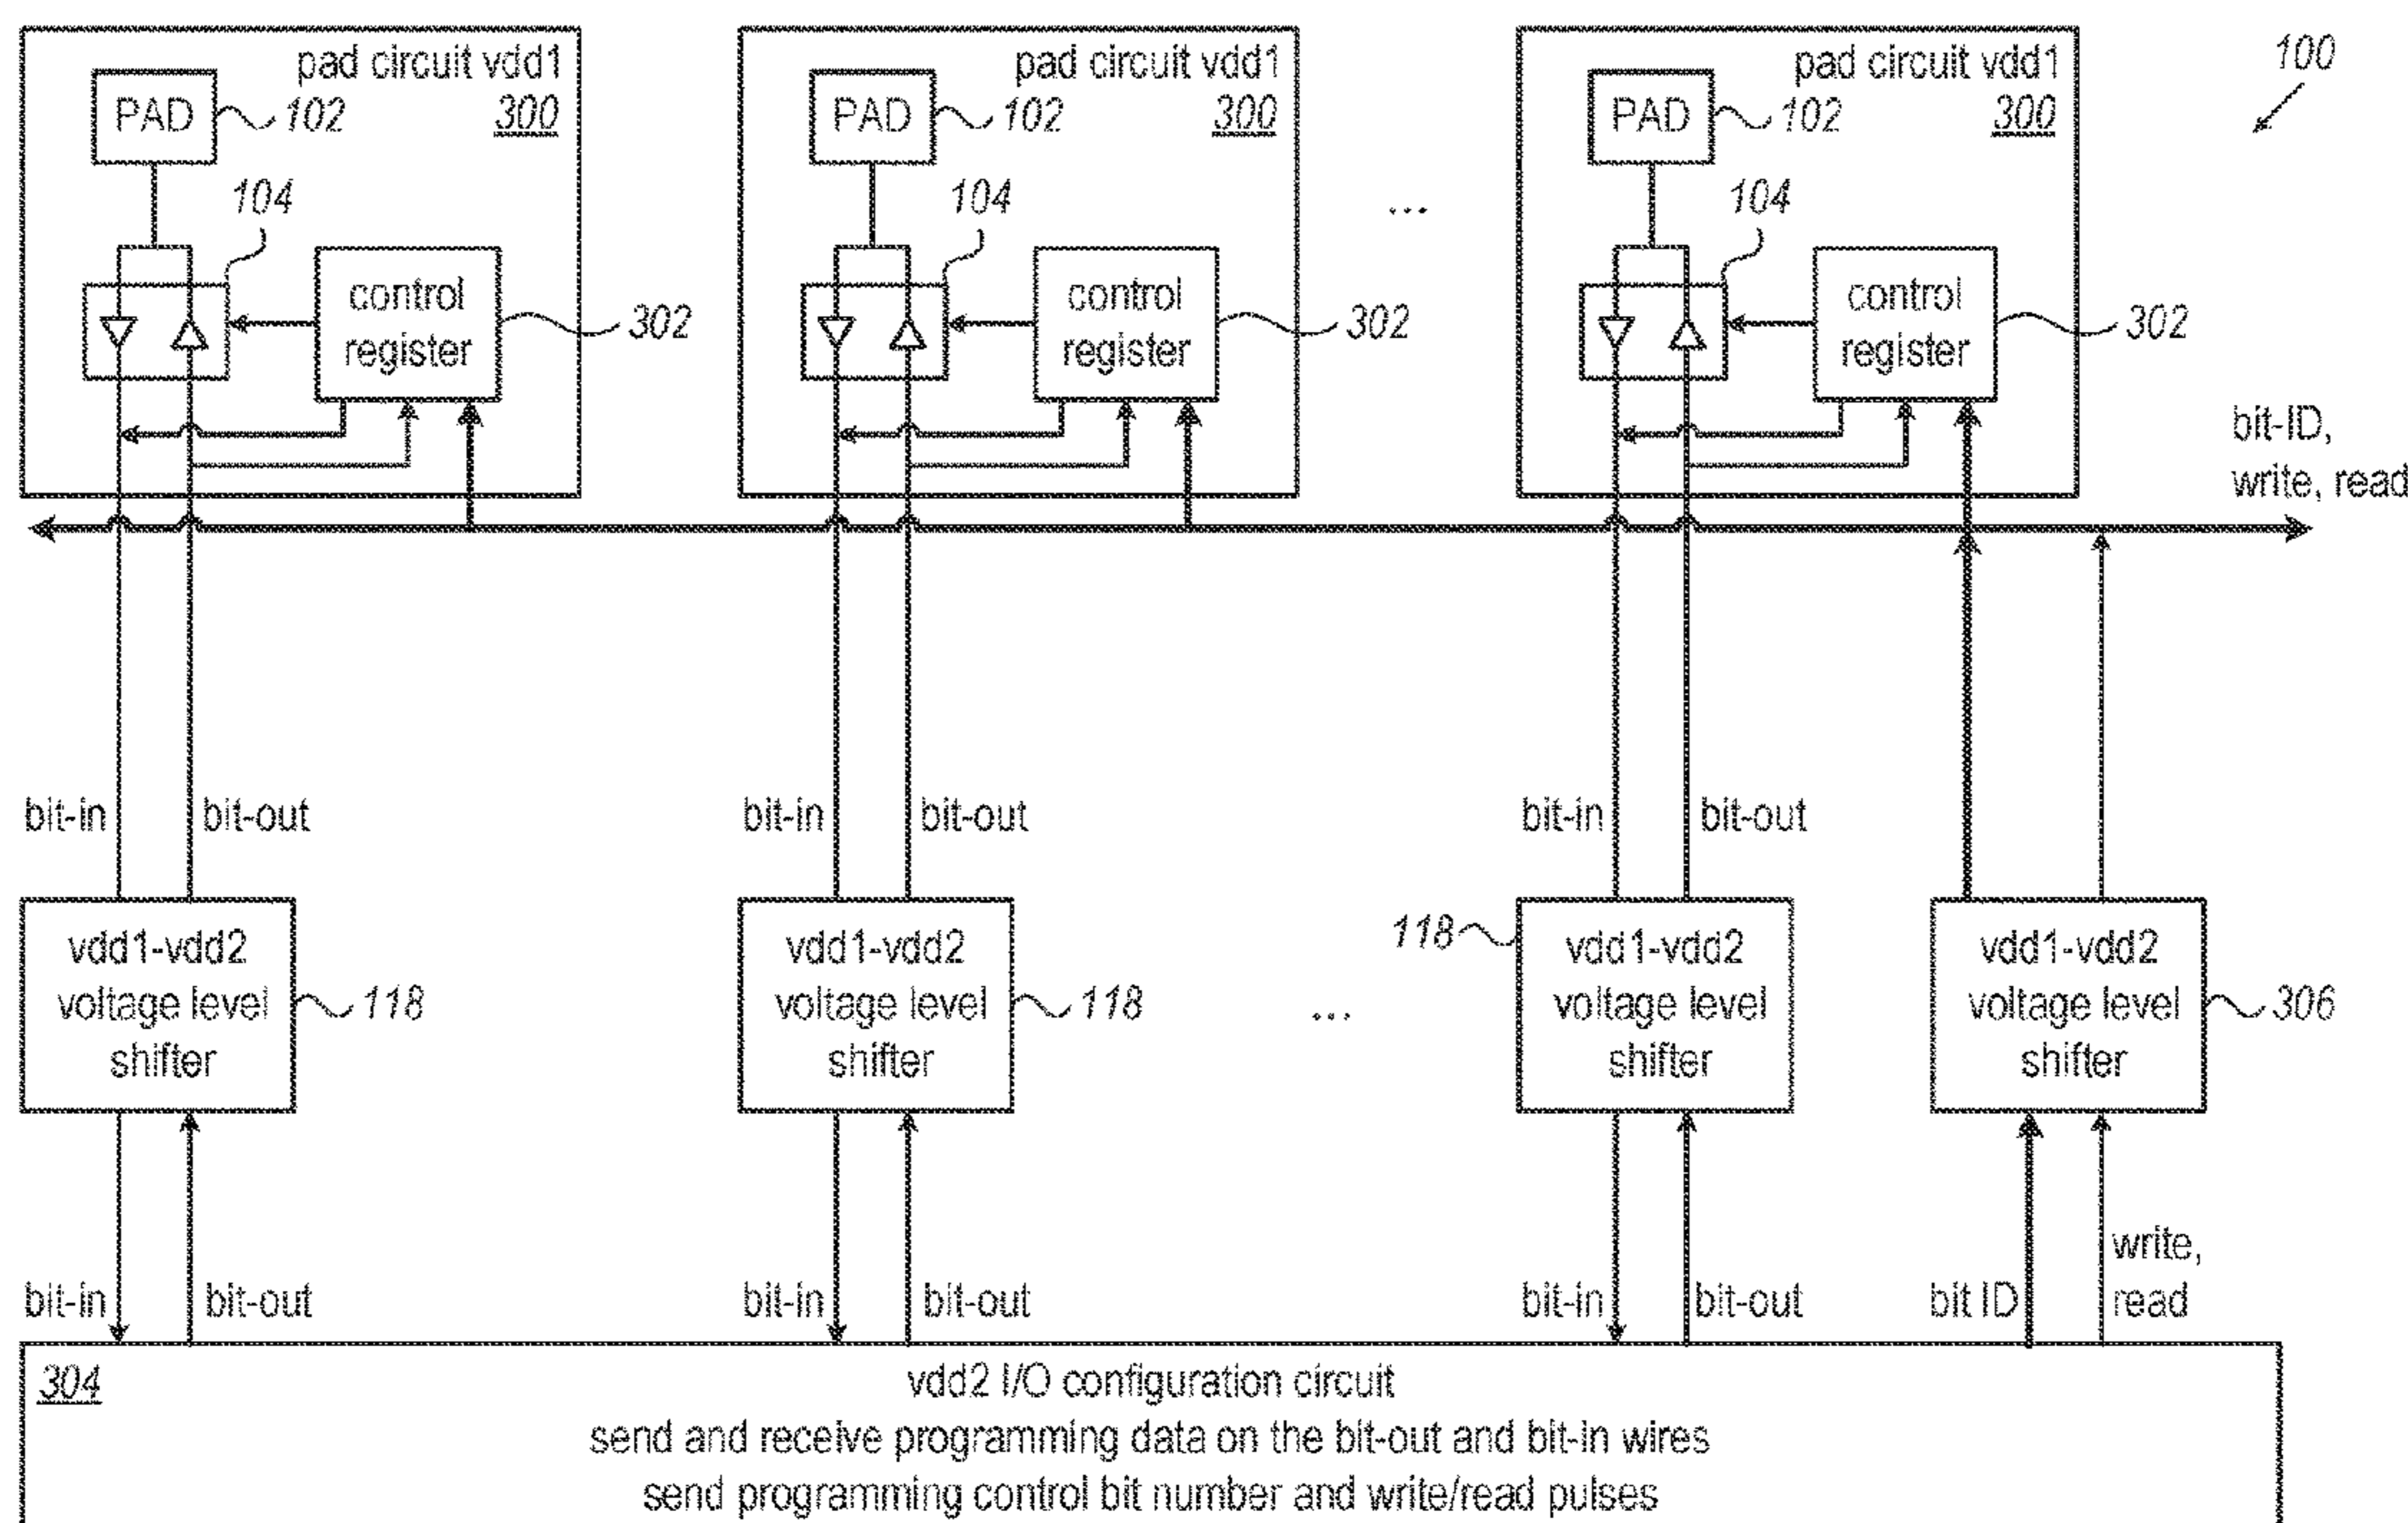 pad circuit vdd1
300
PAD
102
104
control
register
302
pad circuit vdd1
300
PAD
102
104
control
register
302
...
pad circuit vdd1
300
PAD
102
104
control
register
302
100
bit-ID,
write, read
bit-in
bit-out
bit-in
bit-out
bit-in
bit-out
vdd1-vdd2
voltage level
shifter
118
vdd1-vdd2
voltage level
shifter
118
...
118
vdd1-vdd2
voltage level
shifter
vdd1-vdd2
voltage level
shifter
306
bit-in
bit-out
bit-in
bit-out
bit-in
bit-out
bit ID
write,
read
304
vdd2 I/O configuration circuit
send and receive programming data on the bit-out and bit-in wires
send programming control bit number and write/read pulses